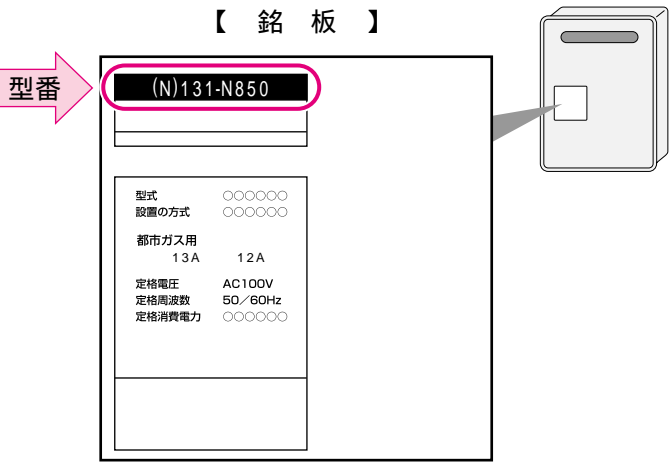 【 銘 板 】
型番
(N)131-N850
型式 ○○○○○○
設置の方式 ○○○○○○
都市ガス用
13A 12A
定格電圧 AC100V
定格周波数 50／60Hz
定格消費電力 ○○○○○○